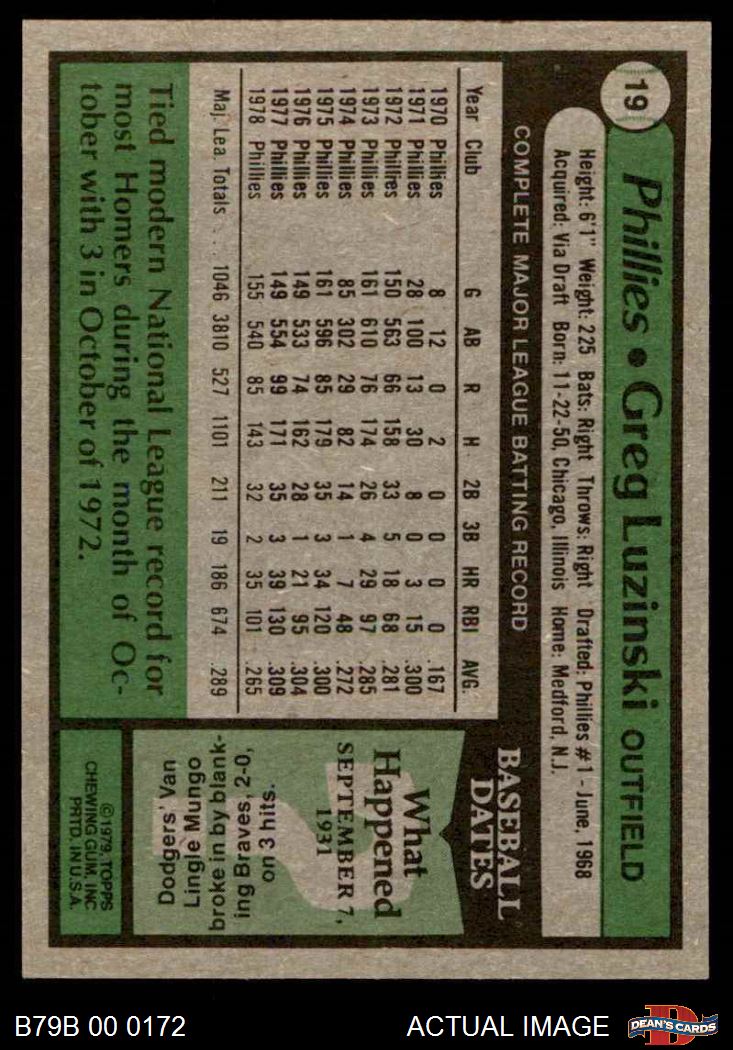 19
Phillies • Greg Luzinski OUTFIELD
Height: 6'1" Weight: 225 Bats: Right Throws: Right Drafted: Phillies #1 - June, 1968
Acquired: Via Draft Born: 11-22-50, Chicago, Illinois Home: Medford, N.J.
COMPLETE MAJOR LEAGUE BATTING RECORD
Year Club G AB R H 2B 3B HR RBI AVG.
1970 Phillies 8 12 0 2 0 0 0 0 .167
1971 Phillies 28 100 13 30 8 0 3 15 .300
1972 Phillies 150 563 66 158 33 5 18 68 .281
1973 Phillies 161 610 76 174 26 4 29 97 .285
1974 Phillies 85 302 29 82 14 1 7 48 .272
1975 Phillies 161 596 85 179 35 3 34 120 .300
1976 Phillies 149 533 74 162 28 1 21 95 .304
1977 Phillies 149 554 99 171 35 3 39 130 .309
1978 Phillies 155 540 85 143 32 2 35 101 .265
Maj. Lea. Totals . . . 1046 3810 527 1101 211 19 186 674 .289
Tied modern National League record for
most Homers during the month of Oc-
tober with 3 in October of 1972.
BASEBALL
DATES
What
Happened
SEPTEMBER 7,
1931
Dodgers' Van
Lingle Mungo
broke in by blank-
ing Braves, 2-0,
on 3 hits.
©1979, TOPPS
CHEWING GUM, INC
PRTD. IN U.S.A.
B79B 00 0172
ACTUAL IMAGE
D
DEAN'S CARDS